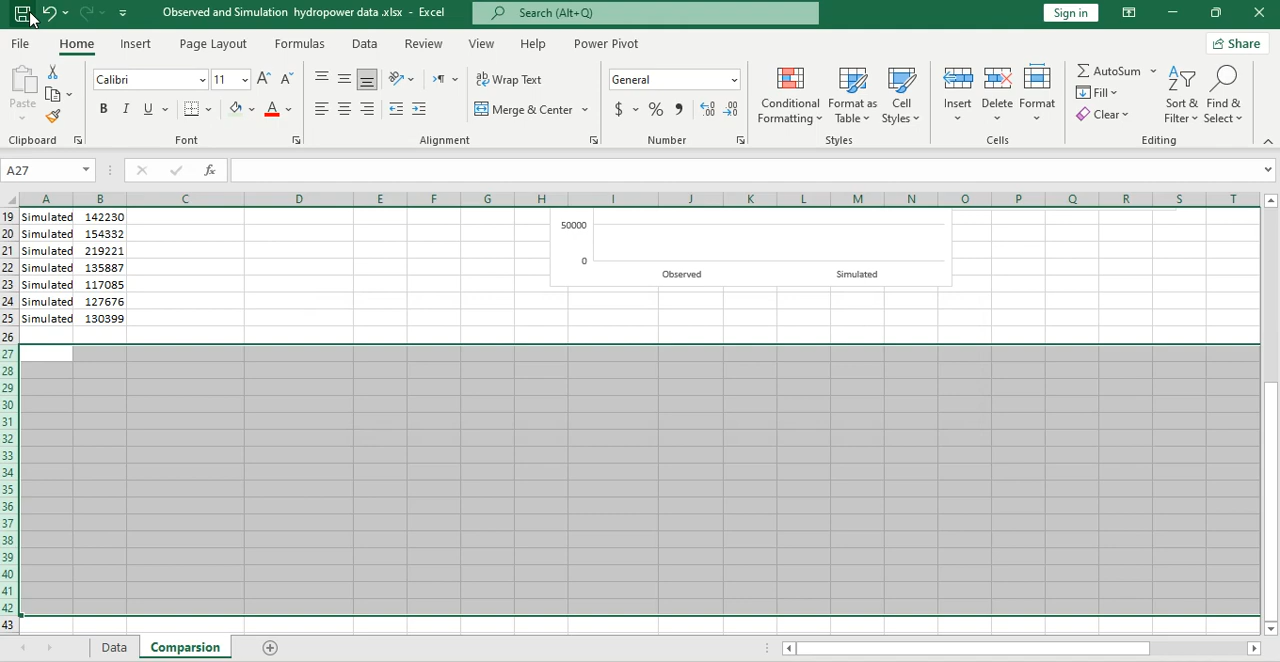 Observed and Simulation hydropower data .xlsx - Excel
Search (Alt+Q)
Sign in
File Home Insert Page Layout Formulas Data Review View Help Power Pivot
Share
Paste
Calibri 11
B I U
Wrap Text
Merge & Center
General
$ % 9
Conditional Formatting
Format as Table
Cell Styles
Insert Delete Format
AutoSum
Fill
Clear
Sort & Filter
Find & Select
Clipboard Font Alignment Number Styles Cells Editing
A27 fx
A B C D E F G H I J K L M N O P Q R S T
19 Simulated 142230
20 Simulated 154332
21 Simulated 219221
22 Simulated 135887
23 Simulated 117085
24 Simulated 127676
25 Simulated 130399
26
27
28
29
30
31
32
33
34
35
36
37
38
39
40
41
42
43
50000
0
Observed Simulated
Data Comparsion